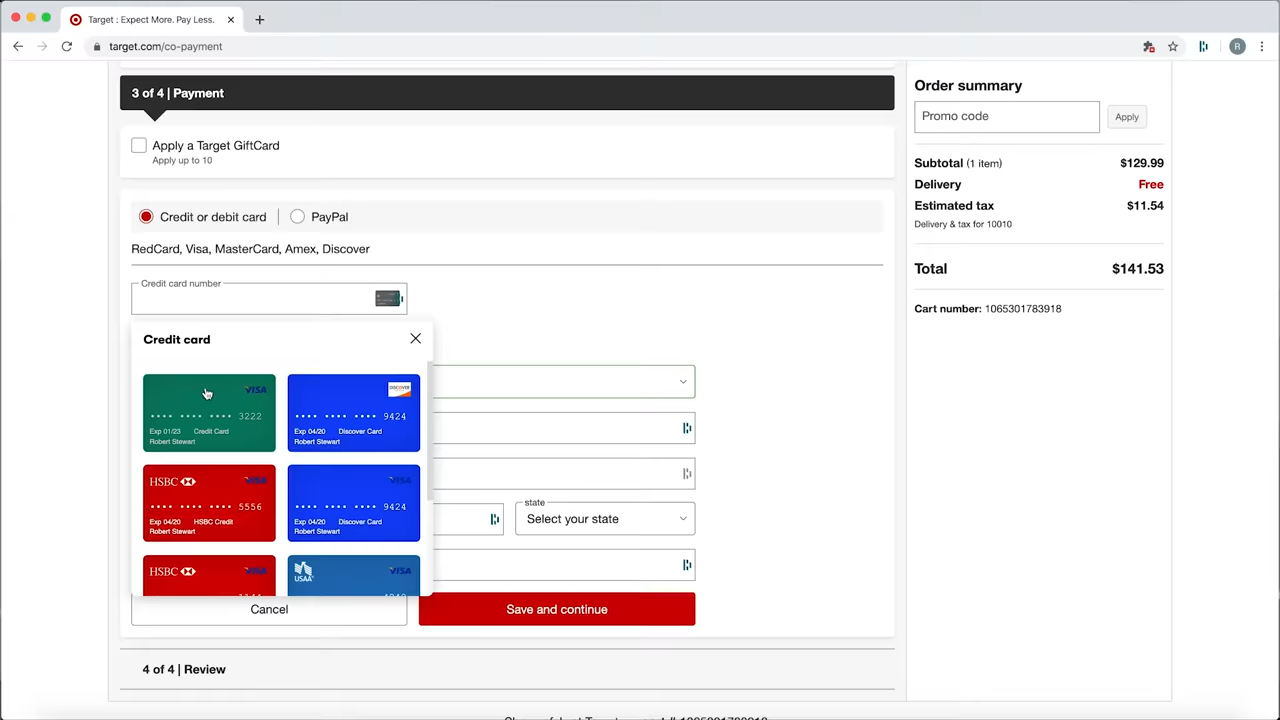 Target : Expect More. Pay Less.
target.com/co-payment
R
3 of 4 | Payment
Apply a Target GiftCard
Apply up to 10
Credit or debit card
PayPal
RedCard, Visa, MasterCard, Amex, Discover
Credit card number
Credit card
VISA
•••• •••• •••• 3222
Exp 01/23 Credit Card
Robert Stewart
DISCOVER
•••• •••• •••• 9424
Exp 04/20 Discover Card
Robert Stewart
HSBC VISA
•••• •••• •••• 5556
Exp 04/20 HSBC Credit
Robert Stewart
VISA
•••• •••• •••• 9424
Exp 04/20 Discover Card
Robert Stewart
HSBC VISA
USAA VISA
state
Select your state
Cancel
Save and continue
4 of 4 | Review
Order summary
Promo code
Apply
Subtotal (1 item) $129.99
Delivery Free
Estimated tax $11.54
Delivery & tax for 10010
Total $141.53
Cart number: 1065301783918